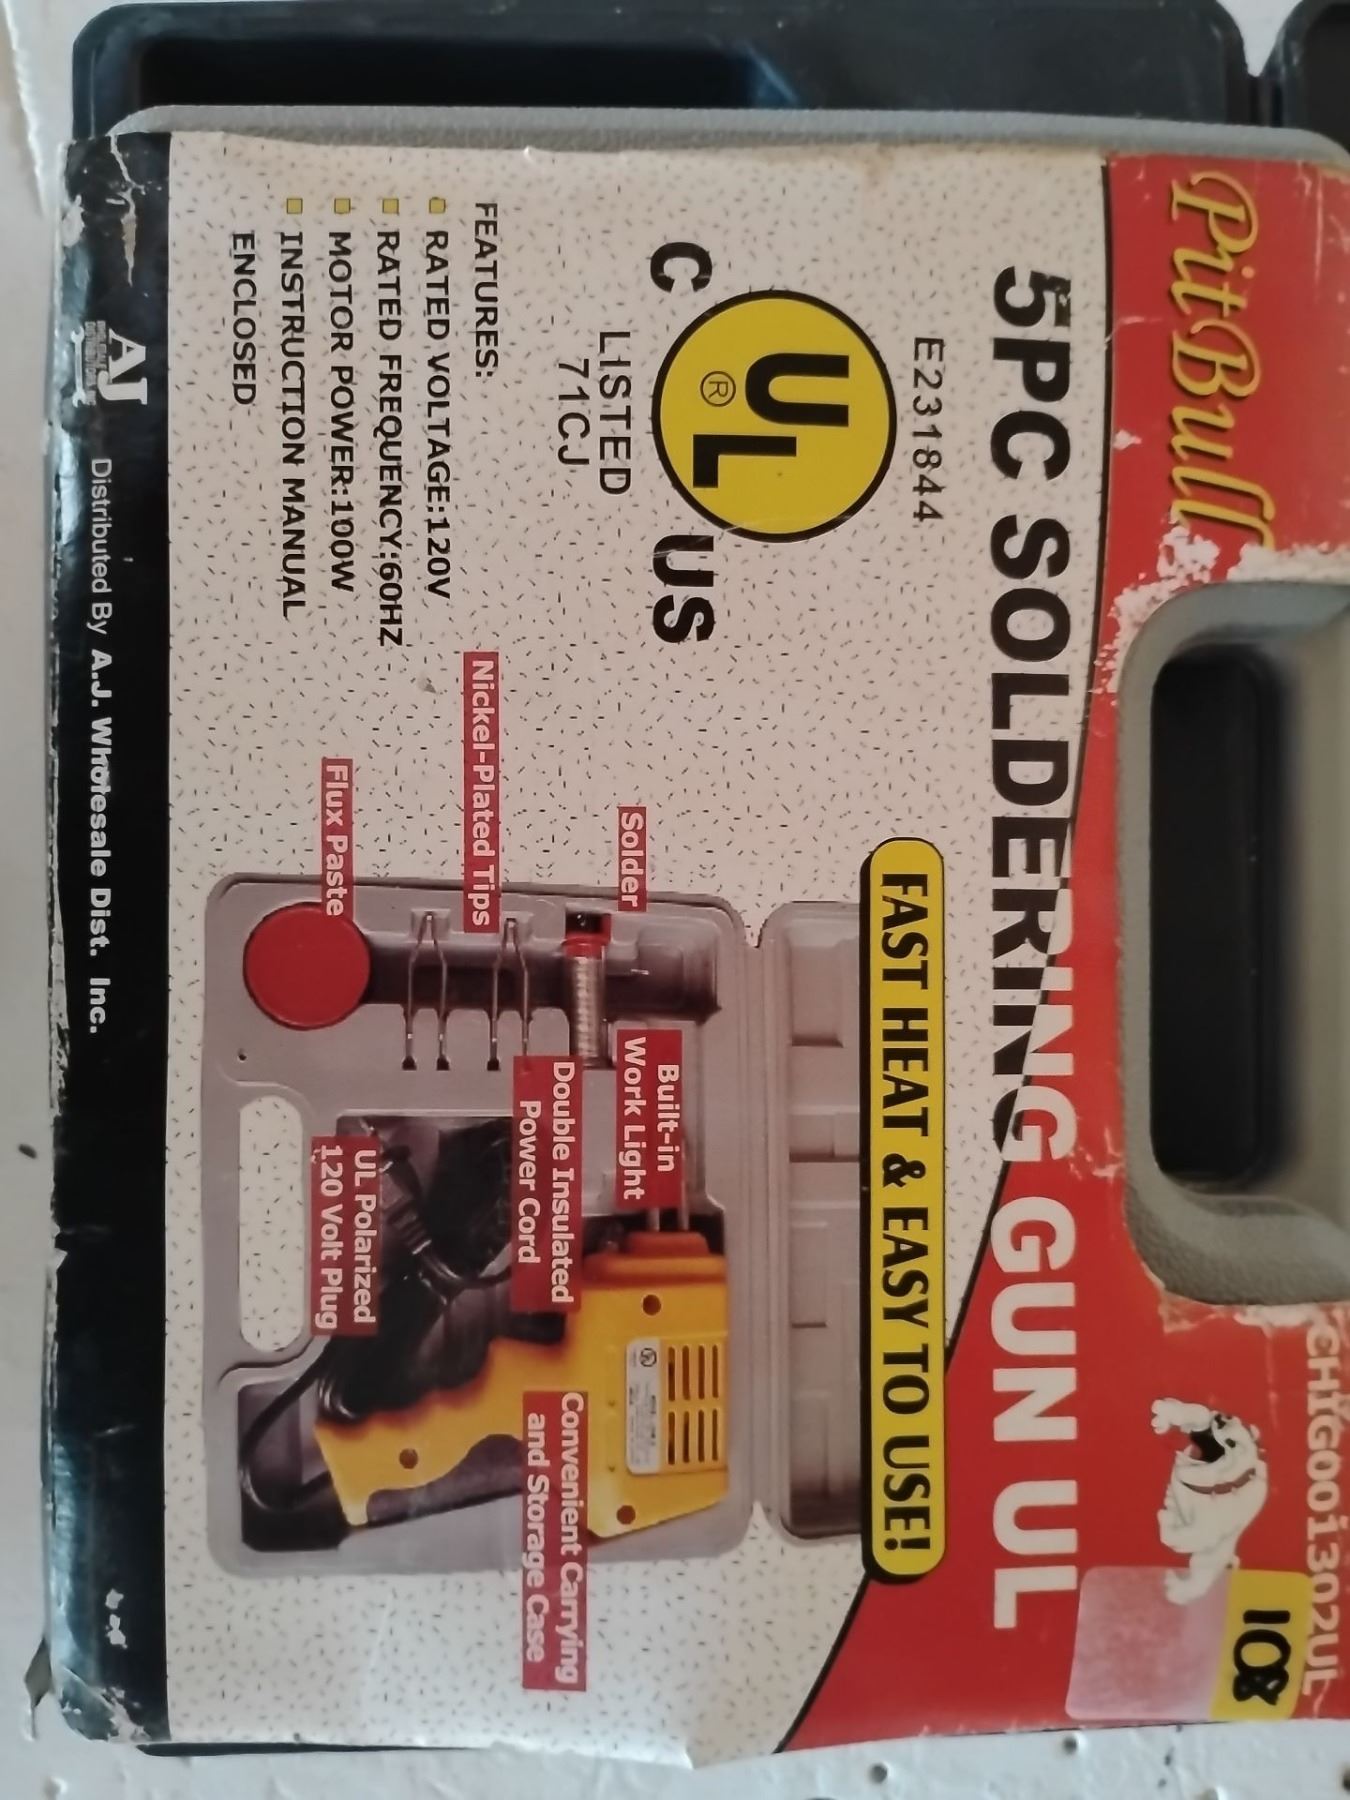 PitBull
CHIG001302UL
108
5PC SOLDERING GUN UL
E231844
FAST HEAT & EASY TO USE!
C UL® US
LISTED
71CJ
FEATURES:
RATED VOLTAGE:120V
RATED FREQUENCY:60HZ
MOTOR POWER:100W
INSTRUCTION MANUAL
ENCLOSED
Solder
Nickel-Plated Tips
Flux Paste
Built-in
Work Light
Double Insulated
Power Cord
UL Polarized
120 Volt Plug
Convenient Carrying
and Storage Case
AJ
Distributed By A.J. Wholesale Dist. Inc.